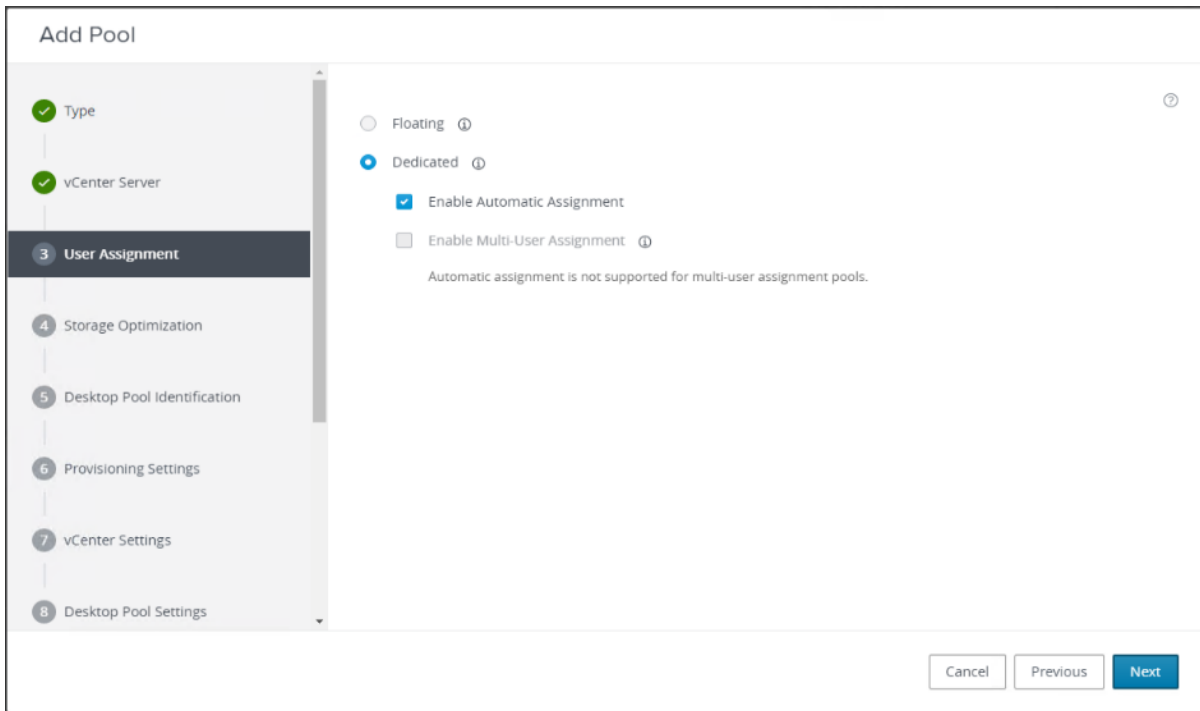 Add Pool
Type
vCenter Server
3 User Assignment
4 Storage Optimization
5 Desktop Pool Identification
6 Provisioning Settings
7 vCenter Settings
8 Desktop Pool Settings
Floating
Dedicated
Enable Automatic Assignment
Enable Multi-User Assignment
Automatic assignment is not supported for multi-user assignment pools.
Cancel Previous Next